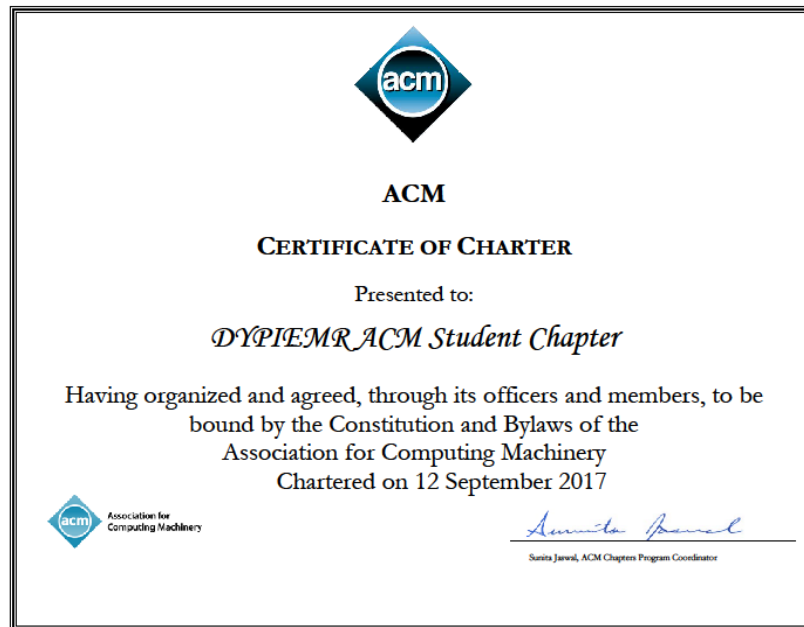 acm
ACM
CERTIFICATE OF CHARTER
Presented to:
DYPIEMR ACM Student Chapter
Having organized and agreed, through its officers and members, to be
bound by the Constitution and Bylaws of the
Association for Computing Machinery
Chartered on 12 September 2017
acm
Association for
Computing Machinery
Sunita Jaswal
Sunita Jaswal, ACM Chapters Program Coordinator